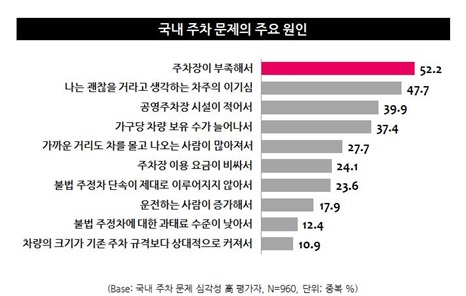 국내 주차 문제의 주요 원인
주차장이 부족해서 52.2
나는 괜찮을 거라고 생각하는 차주의 이기심 47.7
공영주차장 시설이 적어서 39.9
가구당 차량 보유 수가 늘어나서 37.4
가까운 거리도 차를 몰고 나오는 사람이 많아져서 27.7
주차장 이용 요금이 비싸서 24.1
불법 주정차 단속이 제대로 이루어지지 않아서 23.6
운전하는 사람이 증가해서 17.9
불법 주정차에 대한 과태료 수준이 낮아서 12.4
차량의 크기가 기존 주차 규격보다 상대적으로 커져서 10.9
(Base: 국내 주차 문제 심각성 高 평가자, N=960, 단위: 중복 %)